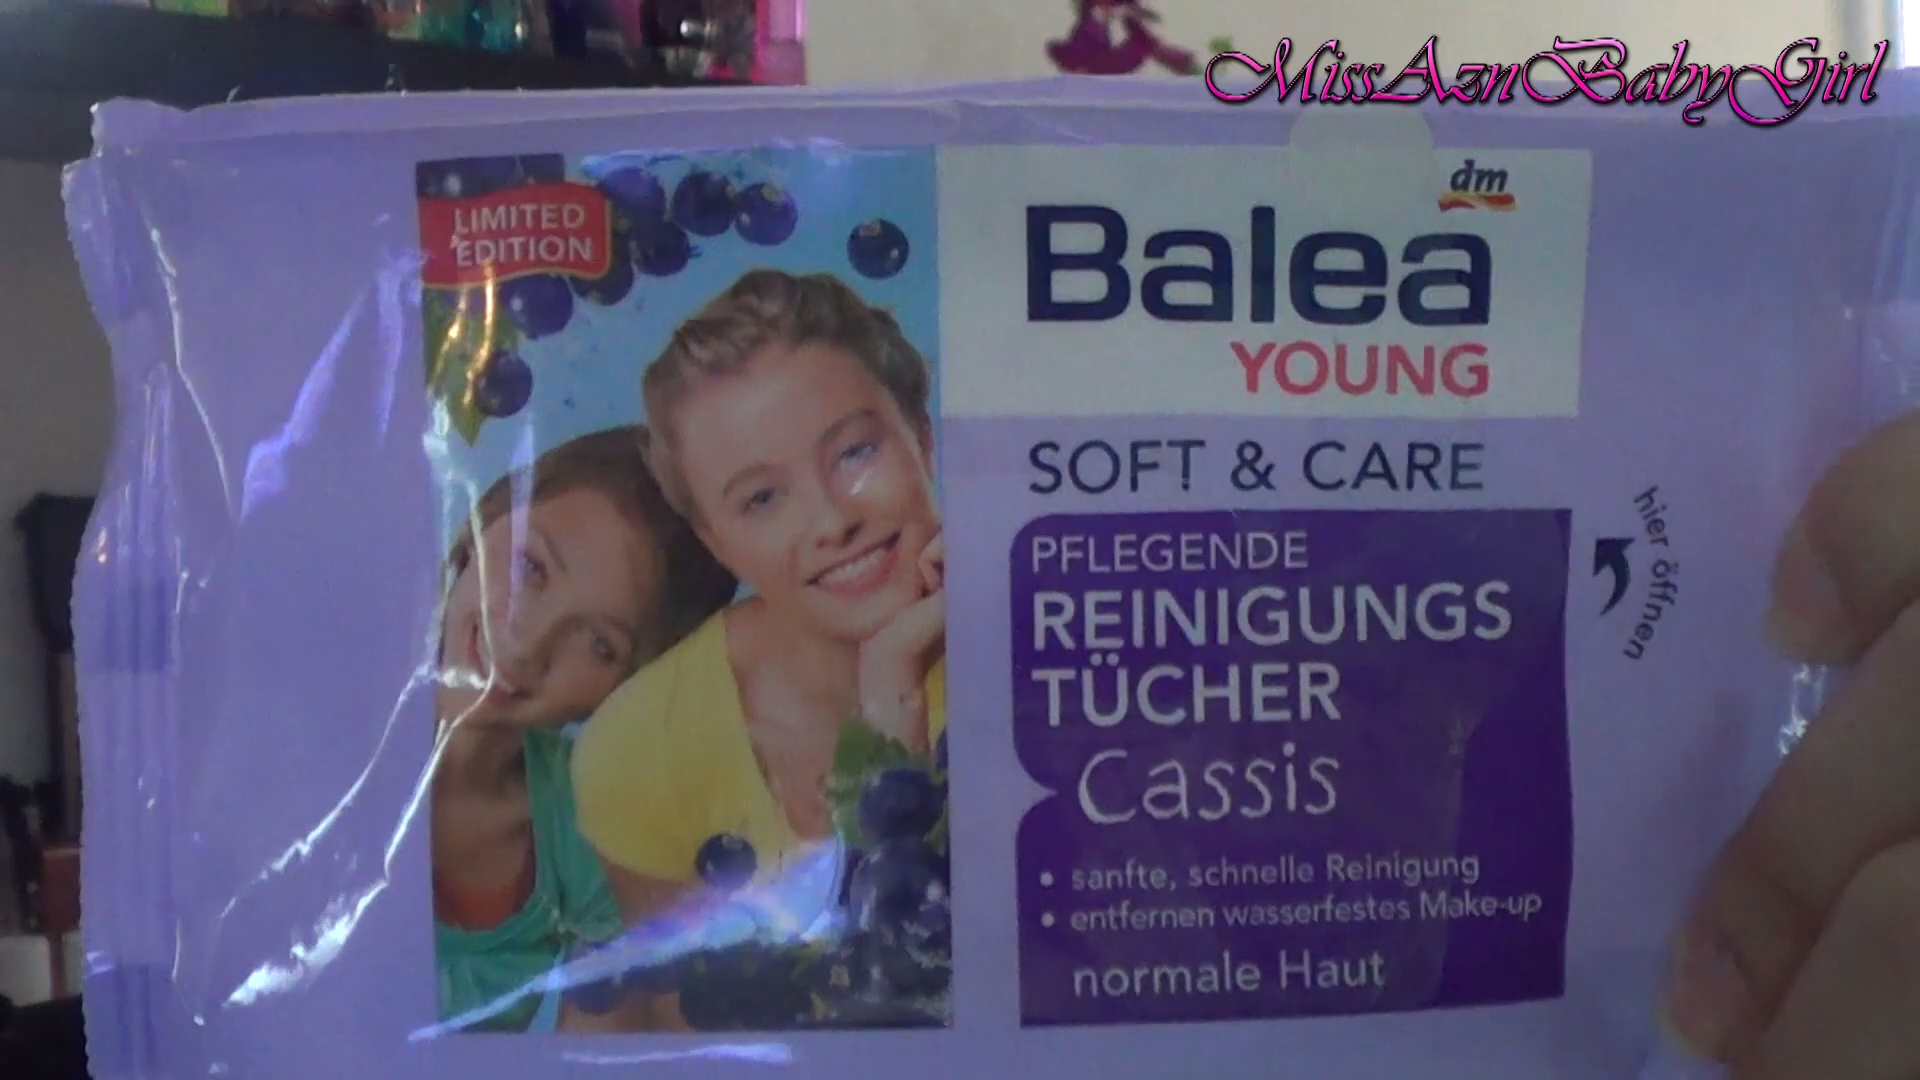 MissAznBabyGirl
LIMITED
EDITION
dm
Balea
YOUNG
SOFT & CARE
PFLEGENDE
REINIGUNGS
TÜCHER
Cassis
• sanfte, schnelle Reinigung
• entfernen wasserfestes Make-up
normale Haut
hier öffnen